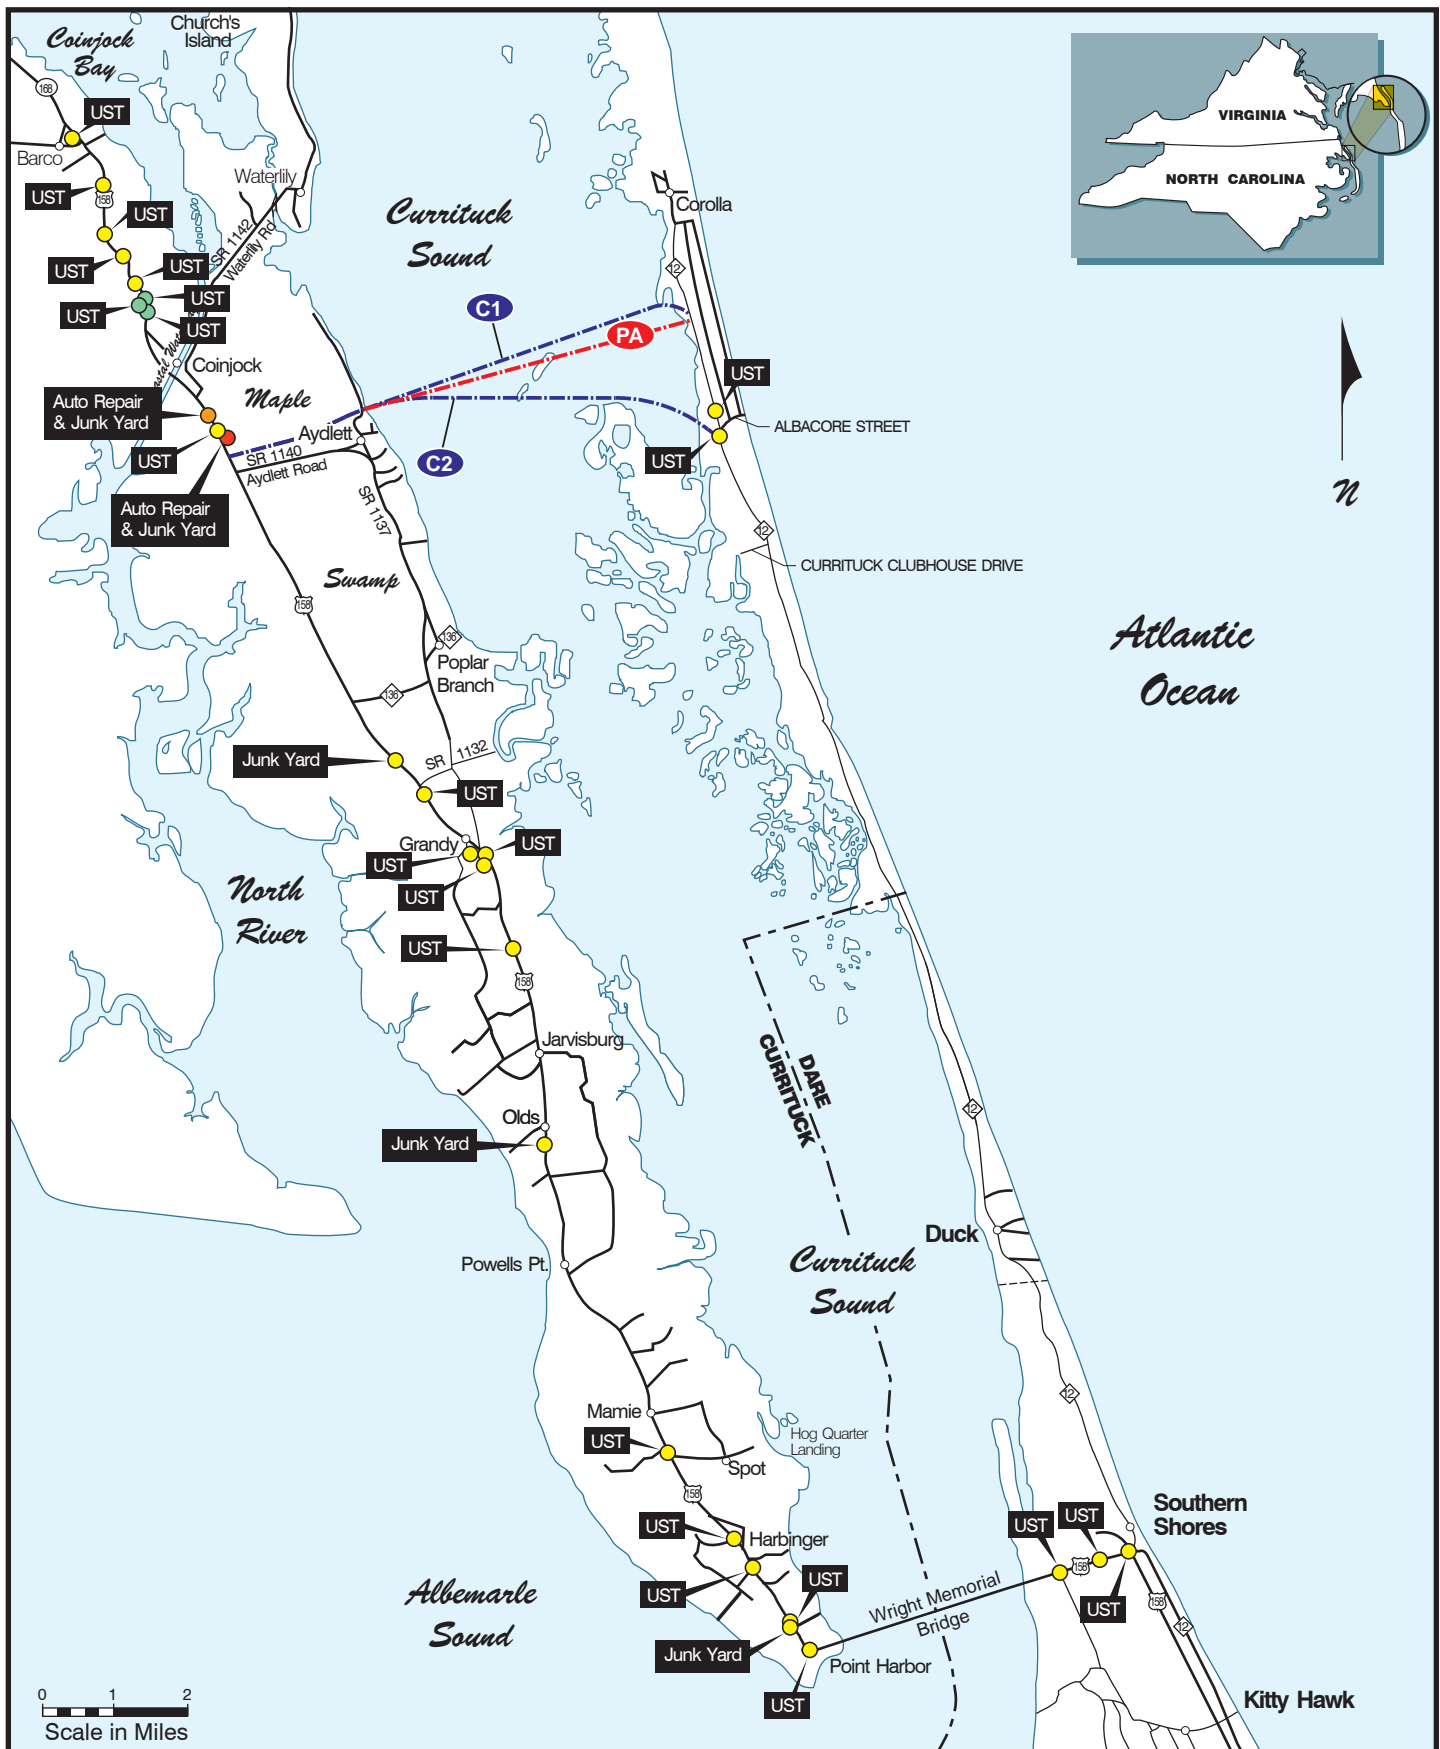 Coinjock
Bay
Church's
Island
168
UST
Barco
UST
158
UST
Waterlily
SR 1142
Waterlily Rd
UST
UST
UST
UST
UST
Coinjock
Currituck
Sound
Corolla
12
C1
PA
C2
VIRGINIA
NORTH CAROLINA
Auto Repair
& Junk Yard
Maple
UST
Aydlett
SR 1140
Aydlett Road
Auto Repair
& Junk Yard
SR 1137
UST
ALBACORE STREET
UST
N
12
CURRITUCK CLUBHOUSE DRIVE
Swamp
158
136
Poplar
Branch
136
Atlantic
Ocean
Junk Yard
SR 1132
UST
Grandy
UST
UST
UST
North
River
UST
158
DARE
CURRITUCK
Jarvisburg
12
Olds
Junk Yard
Duck
Powells Pt.
Currituck
Sound
12
Mamie
UST
Hog Quarter
Landing
Spot
158
UST
Harbinger
UST
UST
Albemarle
Sound
Junk Yard
Wright Memorial
Bridge
Point Harbor
UST
UST
UST
158
UST
Southern
Shores
158
12
Kitty Hawk
0 1 2
Scale in Miles